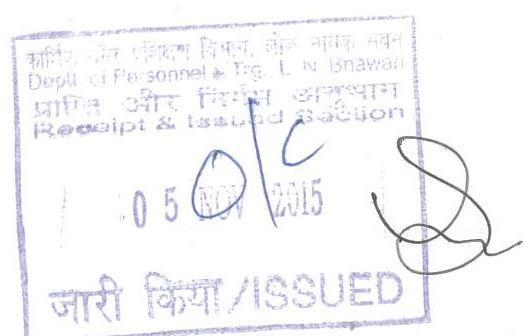 कार्मिक और प्रशिक्षण विभाग, लोक नायक भवन
Deptt. of Personnel & Trg., L. N. Bhawan
प्राप्ति और निर्गम अनुभाग
Receipt & Issued Section
O/C
05 NOV 2015
जारी किया/ISSUED